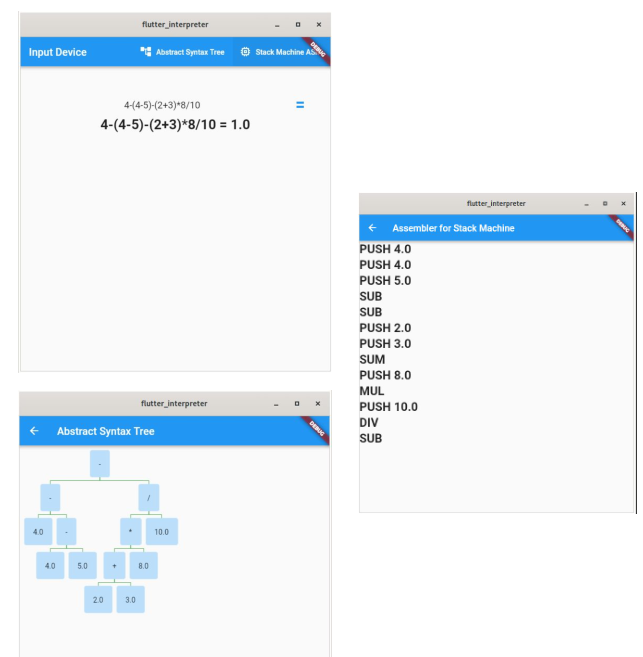 flutter_interpreter
Input Device Abstract Syntax Tree Stack Machine AS
DEBUG
4-(4-5)-(2+3)*8/10 =
4-(4-5)-(2+3)*8/10 = 1.0
flutter_interpreter
Assembler for Stack Machine
DEBUG
PUSH 4.0
PUSH 4.0
PUSH 5.0
SUB
SUB
PUSH 2.0
PUSH 3.0
SUM
PUSH 8.0
MUL
PUSH 10.0
DIV
SUB
flutter_interpreter
Abstract Syntax Tree
DEBUG
-
- /
4.0 - * 10.0
4.0 5.0 + 8.0
2.0 3.0